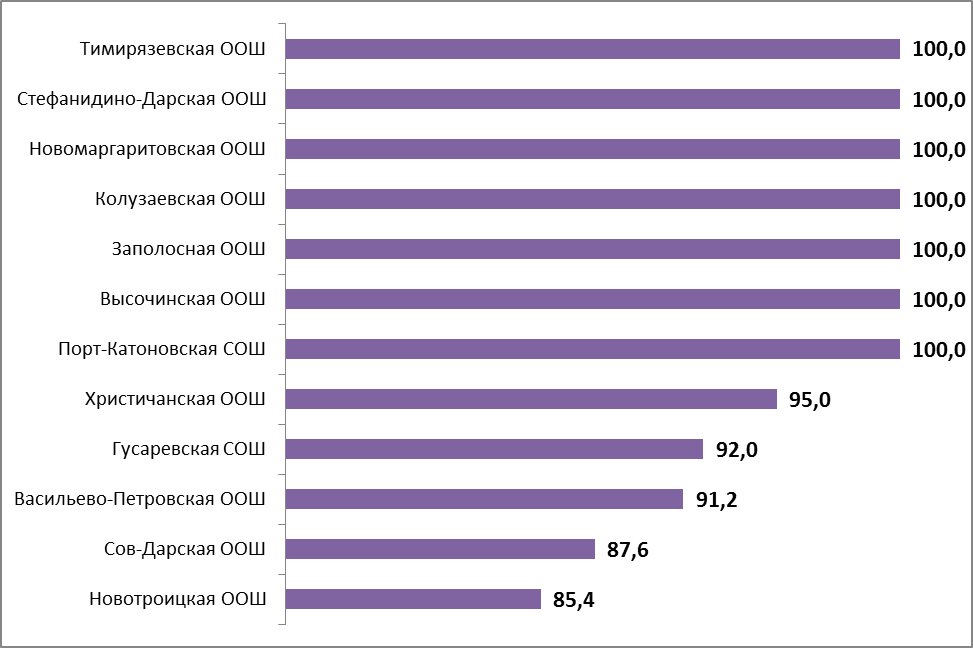 Тимирязевская ООШ 100,0
Стефанидино-Дарская ООШ 100,0
Новомаргаритовская ООШ 100,0
Колузаевская ООШ 100,0
Заполосная ООШ 100,0
Высочинская ООШ 100,0
Порт-Катоновская СОШ 100,0
Христичанская ООШ 95,0
Гусаревская СОШ 92,0
Васильево-Петровская ООШ 91,2
Сов-Дарская ООШ 87,6
Новотроицкая ООШ 85,4